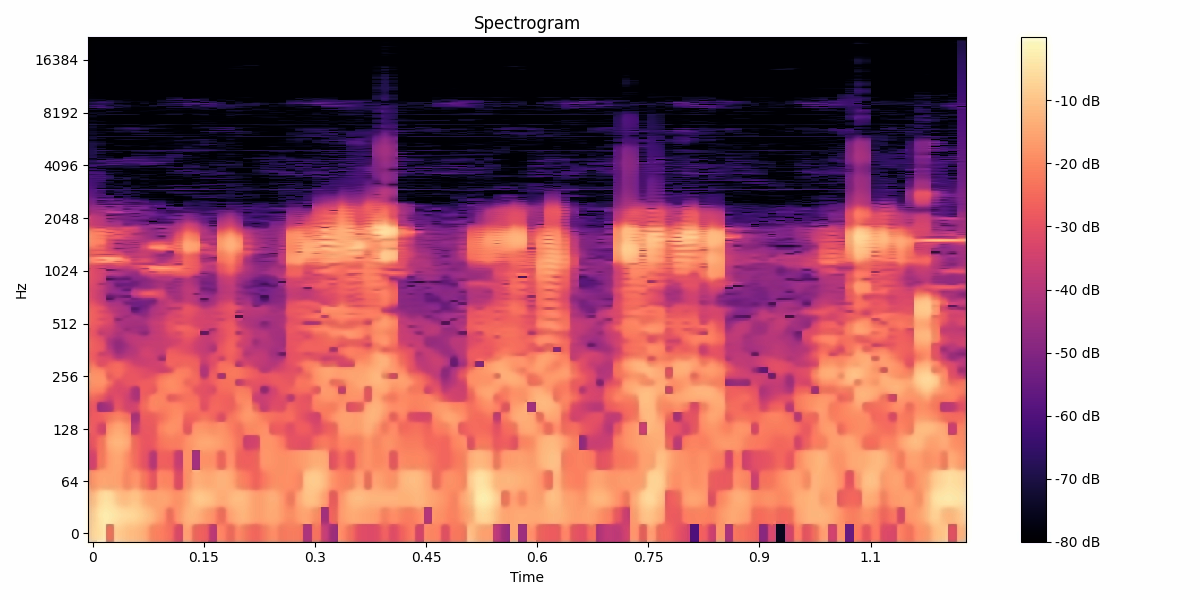 Spectrogram
16384
8192
4096
2048
1024
512
256
128
64
0
Hz
0 0.15 0.3 0.45 0.6 0.75 0.9 1.1
Time
-10 dB
-20 dB
-30 dB
-40 dB
-50 dB
-60 dB
-70 dB
-80 dB